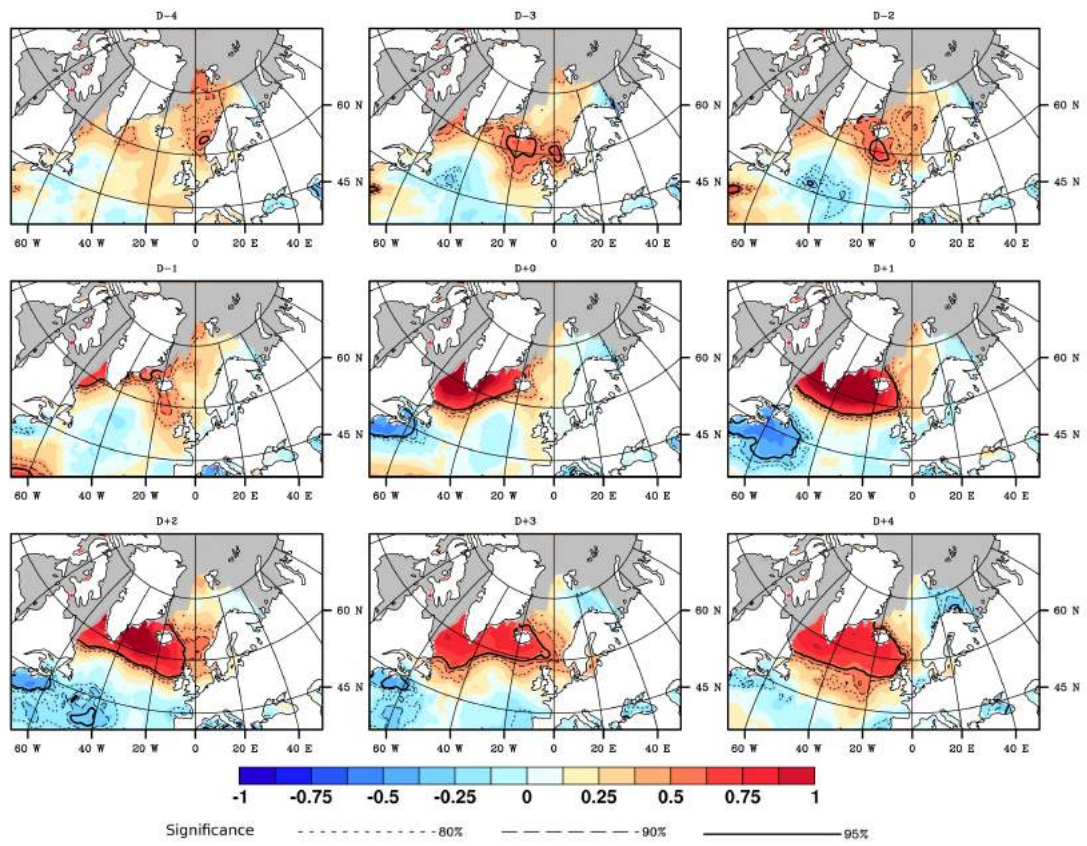 D-4 D-3 D-2
60 N 60 N 60 N
45 N 45 N 45 N
60 W 40 W 20 W 0 20 E 40 E 60 W 40 W 20 W 0 20 E 40 E 60 W 40 W 20 W 0 20 E 40 E
D-1 D+0 D+1
60 N 60 N 60 N
45 N 45 N 45 N
60 W 40 W 20 W 0 20 E 40 E 60 W 40 W 20 W 0 20 E 40 E 60 W 40 W 20 W 0 20 E 40 E
D+2 D+3 D+4
60 N 60 N 60 N
45 N 45 N 45 N
60 W 40 W 20 W 0 20 E 40 E 60 W 40 W 20 W 0 20 E 40 E 60 W 40 W 20 W 0 20 E 40 E
-1 -0.75 -0.5 -0.25 0 0.25 0.5 0.75 1
Significance 80% 90% 95%